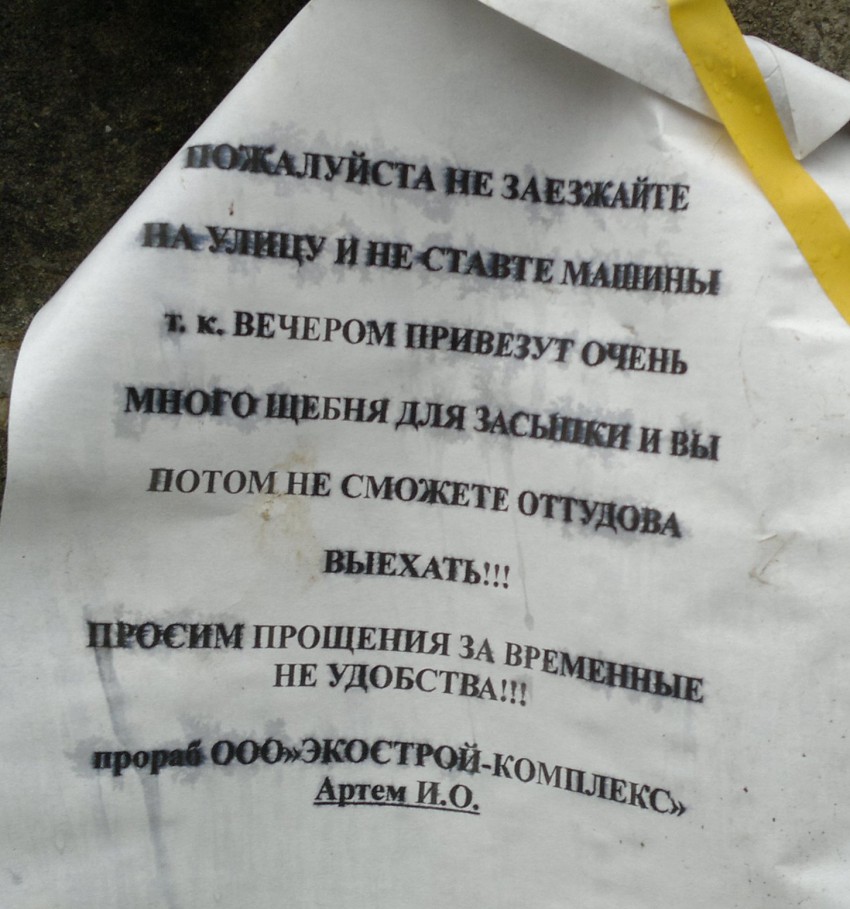 ПОЖАЛУЙСТА НЕ ЗАЕЗЖАЙТЕ
НА УЛИЦУ И НЕ СТАВТЕ МАШИНЫ
т. к. ВЕЧЕРОМ ПРИВЕЗУТ ОЧЕНЬ
МНОГО ЩЕБНЯ ДЛЯ ЗАСЫПКИ И ВЫ
ПОТОМ НЕ СМОЖЕТЕ ОТТУДОВА
ВЫЕХАТЬ!!!
ПРОСИМ ПРОЩЕНИЯ ЗА ВРЕМЕННЫЕ
НЕ УДОБСТВА!!!
прораб ООО»ЭКОСТРОЙ-КОМПЛЕКС»
Артем И.О.